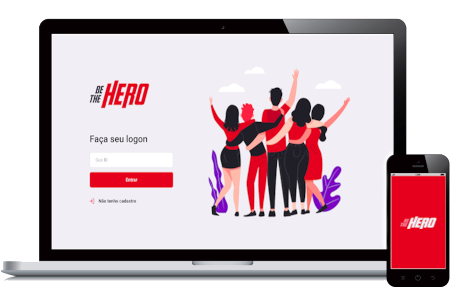 BE
THE HERO
Faça seu logon
Sua ID
Entrar
Não tenho cadastro
BE THE HERO